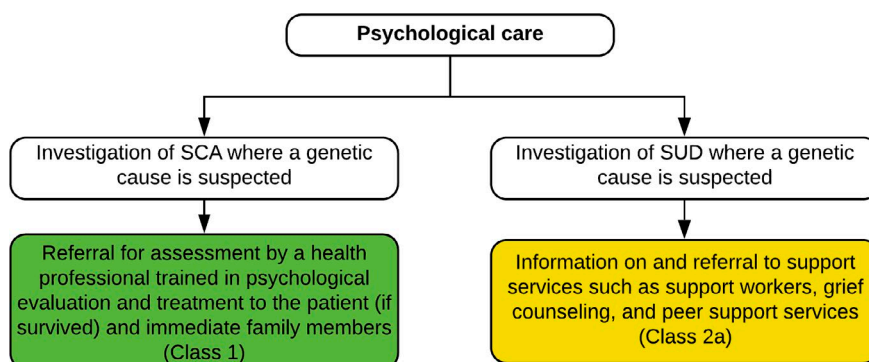 Psychological care
Investigation of SCA where a genetic
cause is suspected
Investigation of SUD where a genetic
cause is suspected
Referral for assessment by a health
professional trained in psychological
evaluation and treatment to the patient (if
survived) and immediate family members
(Class 1)
Information on and referral to support
services such as support workers, grief
counseling, and peer support services
(Class 2a)